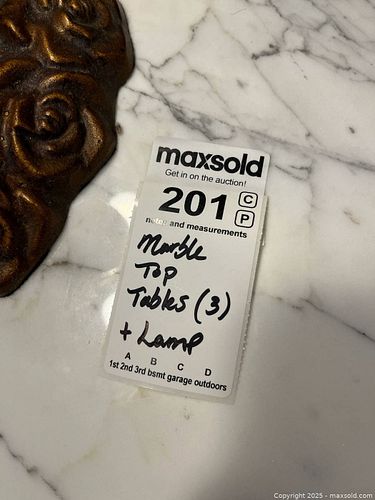 maxsold
Get in on the auction!
201 C
P
notes and measurements
Marble
Top
Tables (3)
+ Lamp
A B C D
1st 2nd 3rd bsmt garage outdoors
Copyright 2025 - maxsold.com